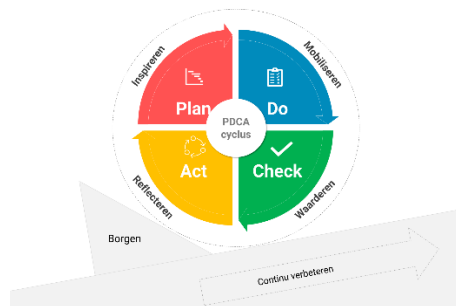 Inspireren
Mobiliseren
Plan
Do
PDCA
cyclus
Act
Check
Reflecteren
Waarderen
Borgen
Continu verbeteren